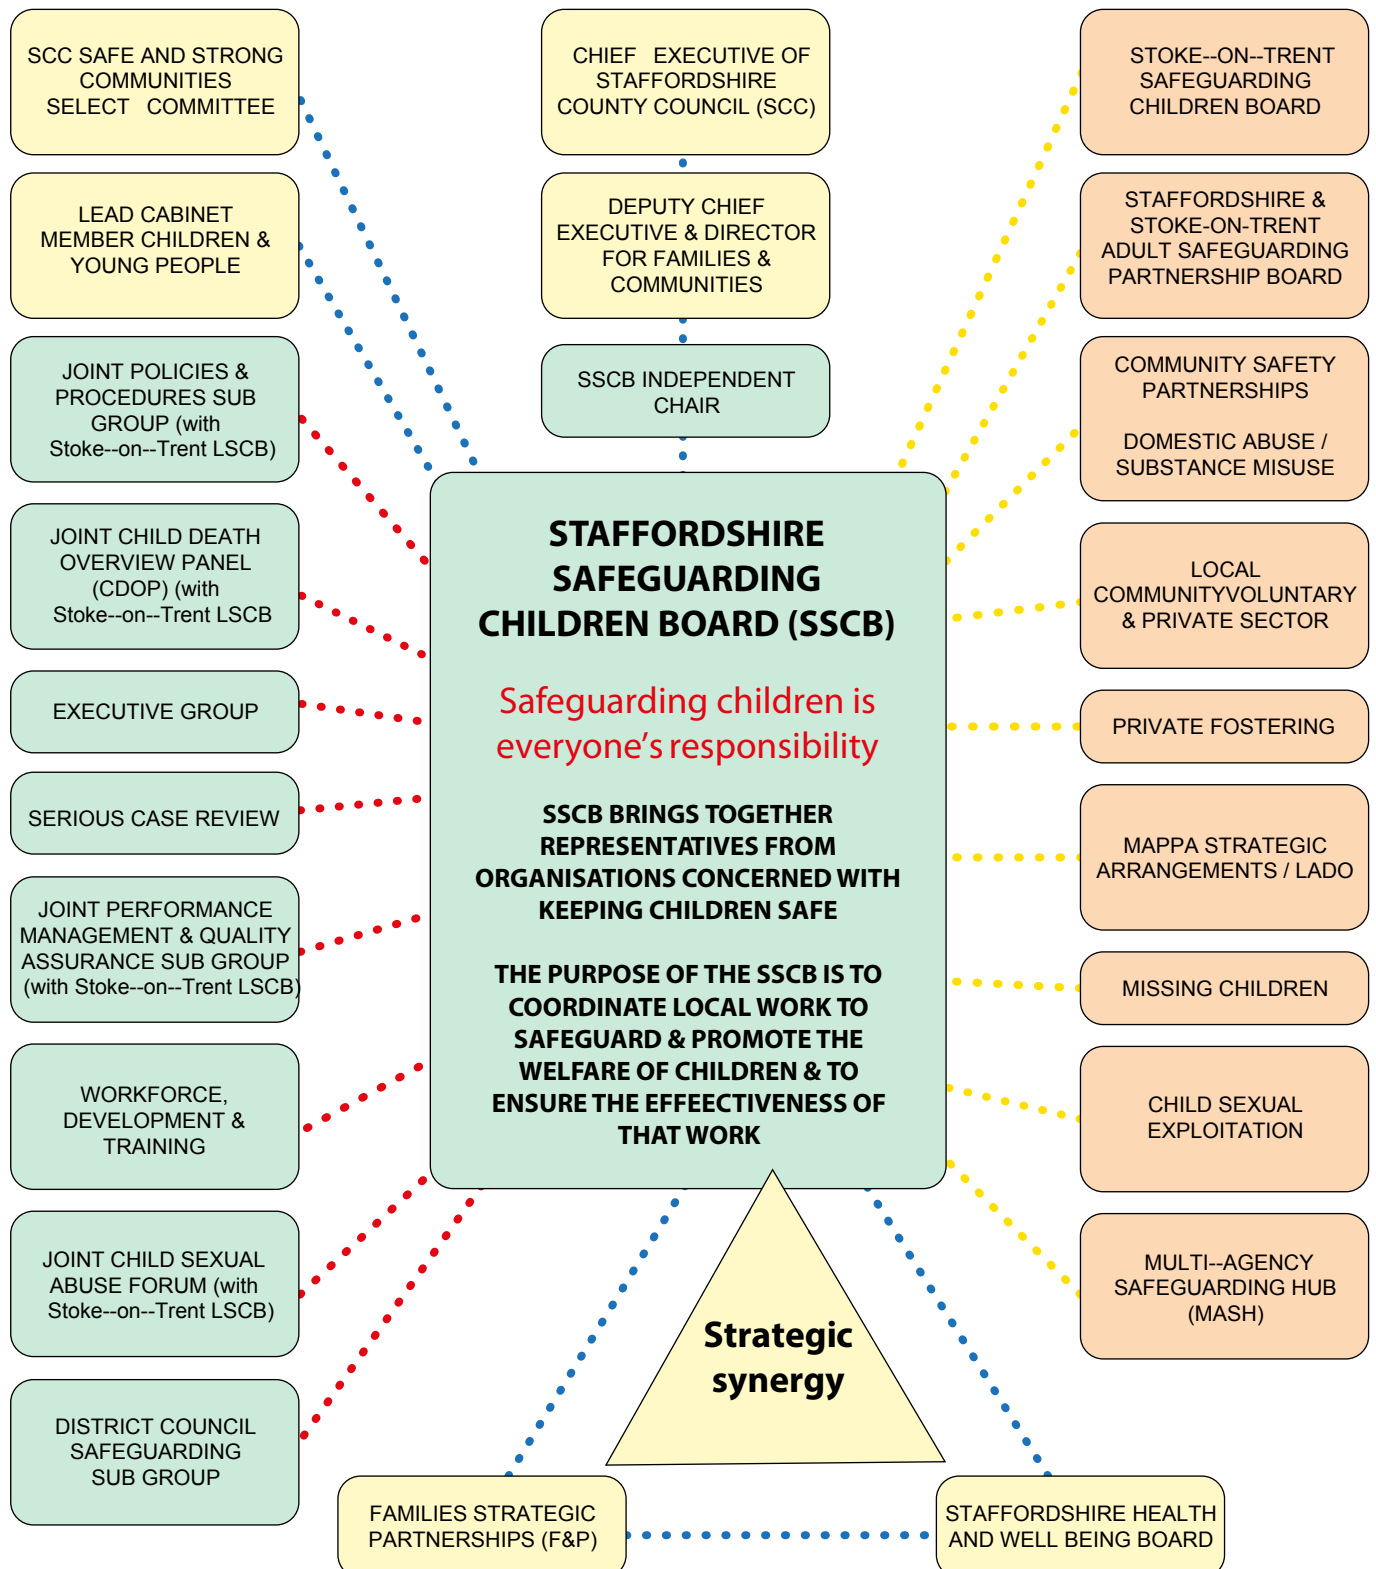 SCC SAFE AND STRONG
COMMUNITIES
SELECT COMMITTEE
CHIEF EXECUTIVE OF
STAFFORDSHIRE
COUNTY COUNCIL (SCC)
STOKE--ON--TRENT
SAFEGUARDING
CHILDREN BOARD
LEAD CABINET
MEMBER CHILDREN &
YOUNG PEOPLE
DEPUTY CHIEF
EXECUTIVE & DIRECTOR
FOR FAMILIES &
COMMUNITIES
STAFFORDSHIRE &
STOKE-ON-TRENT
ADULT SAFEGUARDING
PARTNERSHIP BOARD
JOINT POLICIES &
PROCEDURES SUB
GROUP (with
Stoke--on--Trent LSCB)
SSCB INDEPENDENT
CHAIR
COMMUNITY SAFETY
PARTNERSHIPS
DOMESTIC ABUSE /
SUBSTANCE MISUSE
JOINT CHILD DEATH
OVERVIEW PANEL
(CDOP) (with
Stoke--on--Trent LSCB
EXECUTIVE GROUP
SERIOUS CASE REVIEW
JOINT PERFORMANCE
MANAGEMENT & QUALITY
ASSURANCE SUB GROUP
(with Stoke--on--Trent LSCB)
WORKFORCE,
DEVELOPMENT &
TRAINING
JOINT CHILD SEXUAL
ABUSE FORUM (with
Stoke--on--Trent LSCB)
DISTRICT COUNCIL
SAFEGUARDING
SUB GROUP
STAFFORDSHIRE
SAFEGUARDING
CHILDREN BOARD (SSCB)
Safeguarding children is
everyone's responsibility
SSCB BRINGS TOGETHER
REPRESENTATIVES FROM
ORGANISATIONS CONCERNED WITH
KEEPING CHILDREN SAFE
THE PURPOSE OF THE SSCB IS TO
COORDINATE LOCAL WORK TO
SAFEGUARD & PROMOTE THE
WELFARE OF CHILDREN & TO
ENSURE THE EFFEECTIVENESS OF
THAT WORK
LOCAL
COMMUNITYVOLUNTARY
& PRIVATE SECTOR
PRIVATE FOSTERING
MAPPA STRATEGIC
ARRANGEMENTS / LADO
MISSING CHILDREN
CHILD SEXUAL
EXPLOITATION
MULTI--AGENCY
SAFEGUARDING HUB
(MASH)
Strategic
synergy
FAMILIES STRATEGIC
PARTNERSHIPS (F&P)
STAFFORDSHIRE HEALTH
AND WELL BEING BOARD